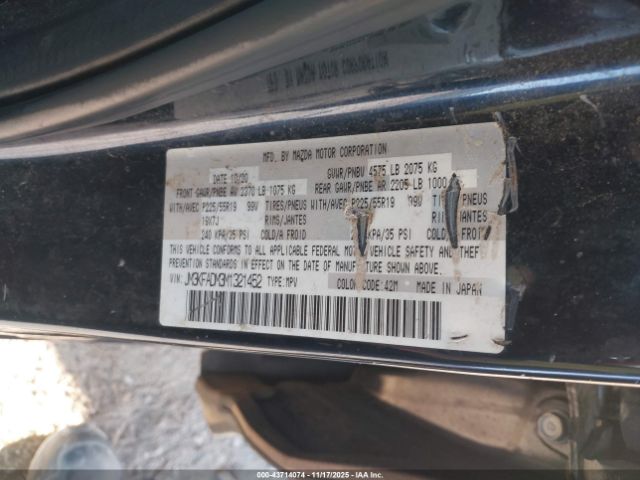 MFD. BY MAZDA MOTOR CORPORATION
DATE 10/20 GVWR/PNBV 4575 LB 2075 KG
FRONT GAWR/PNBE AV 2370 LB 1075 KG REAR GAWR/PNBE AR 2205 LB 1000
WITH/AVEC P225/55R19 99V TIRES/PNEUS WITH/AVEC P225/55R19 99V PNEUS
19X7J RIMS/JANTES JANTES
240 KPA/35 PSI COLD/A FROID KPA/35 PSI COLD/A FROID
THIS VEHICLE CONFORMS TO ALL APPLICABLE FEDERAL MOTOR VEHICLE SAFETY AND THEFT
PREVENTION STANDARDS IN EFFECT ON THE DATE OF MANUFACTURE SHOWN ABOVE.
VIN: JM3KFADM3M1321452 TYPE: MPV COLOR CODE: 42M MADE IN JAPAN
000-43714074 - 11/17/2025 - IAA Corp.